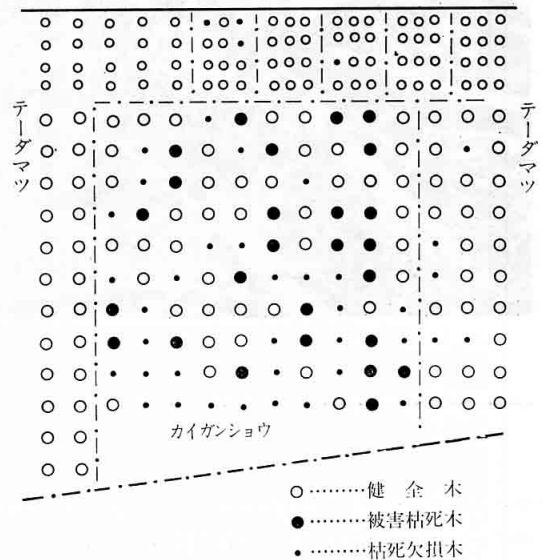 テーダマツ
テーダマツ
カイガンショウ
○………健全木
●………被害枯死木
•………枯死欠損木